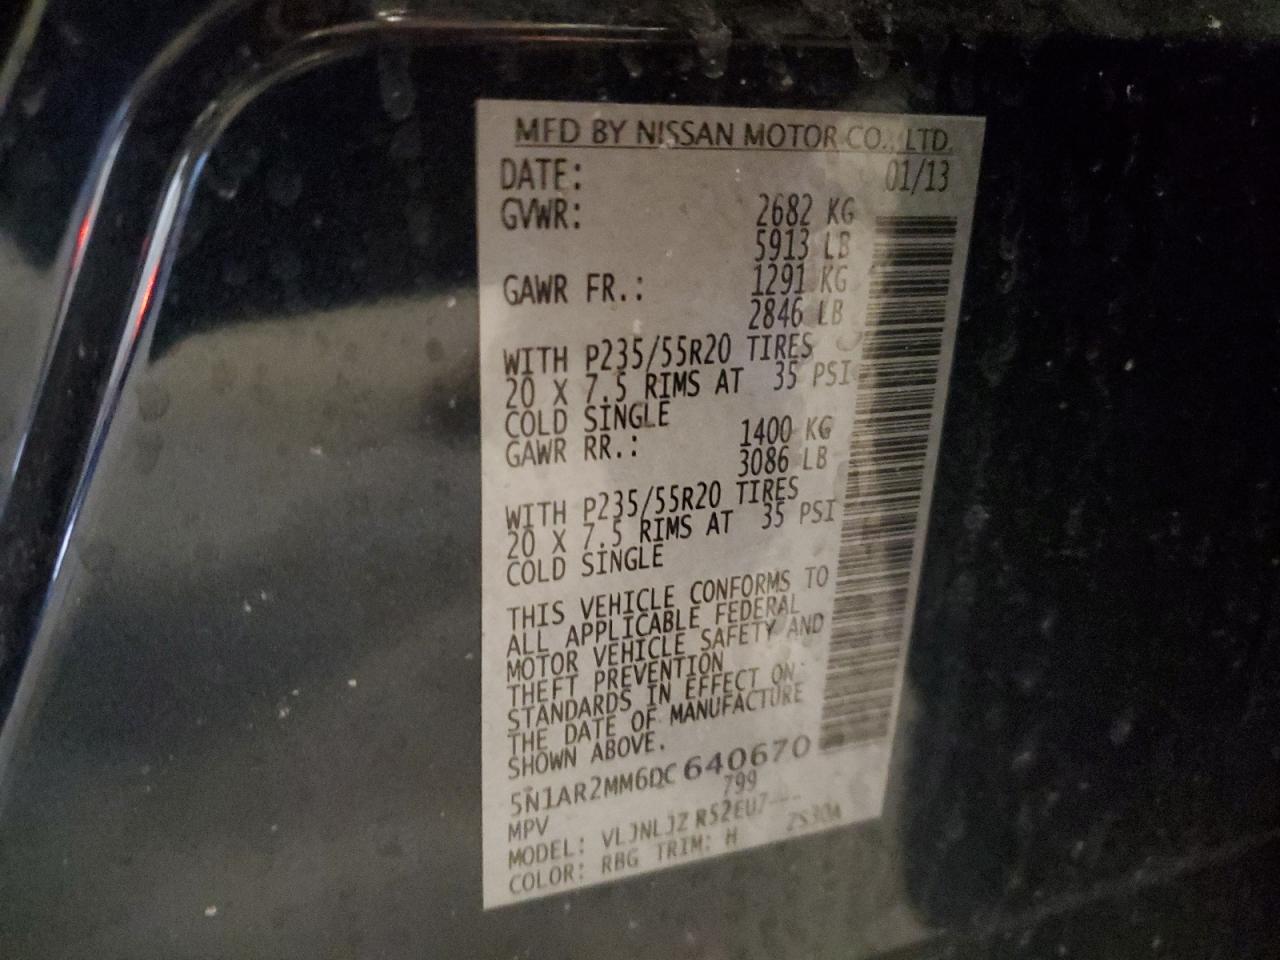 MFD BY NISSAN MOTOR CO., LTD.
DATE: 01/13
GVWR: 2682 KG
5913 LB
GAWR FR.: 1291 KG
2846 LB
WITH P235/55R20 TIRES
20 X 7.5 RIMS AT 35 PSI
COLD SINGLE
GAWR RR.: 1400 KG
3086 LB
WITH P235/55R20 TIRES
20 X 7.5 RIMS AT 35 PSI
COLD SINGLE
THIS VEHICLE CONFORMS TO
ALL APPLICABLE FEDERAL
MOTOR VEHICLE SAFETY AND
THEFT PREVENTION
STANDARDS IN EFFECT ON
THE DATE OF MANUFACTURE
SHOWN ABOVE.
5N1AR2MM6DC640670
MPV 799
MODEL: VLJNLJZ R52EU7---
COLOR: RBG TRIM: H ZS30A